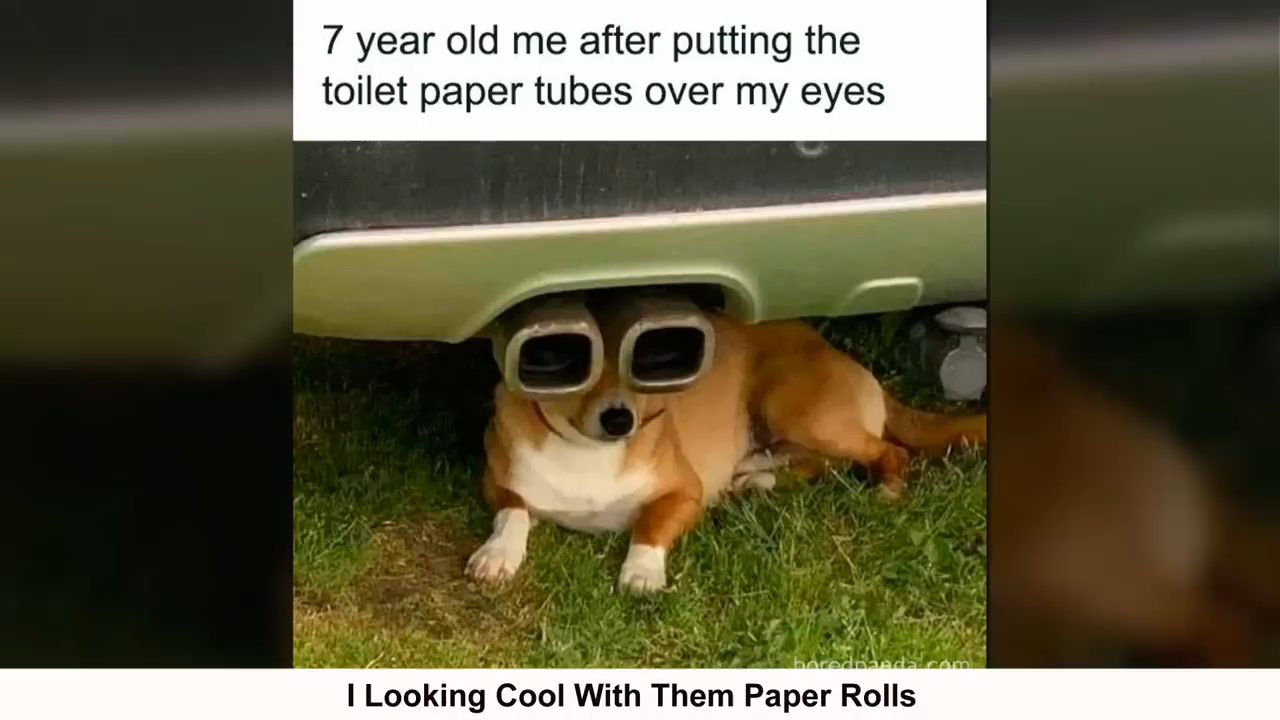 7 year old me after putting the
toilet paper tubes over my eyes
boredpanda.com
I Looking Cool With Them Paper Rolls